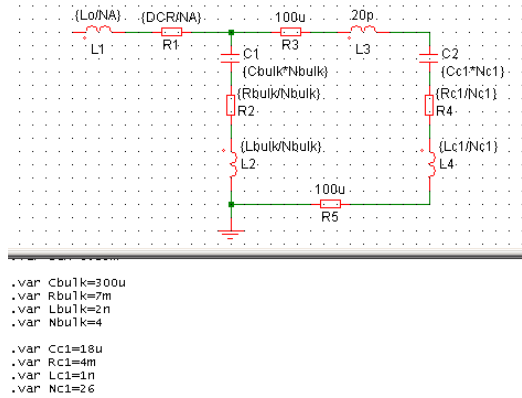 {Lo/NA} {DCR/NA} 100u 20p
L1 R1 R3 L3
C1 C2
{Cbulk*Nbulk} {Cc1*Nc1}
{Rbulk/Nbulk} {Rc1/Nc1}
R2 R4
{Lbulk/Nbulk} {Lc1/Nc1}
L2 L4
100u
R5
.var Cbulk=300u
.var Rbulk=7m
.var Lbulk=2n
.var Nbulk=4
.var Cc1=18u
.var Rc1=4m
.var Lc1=1n
.var Nc1=26